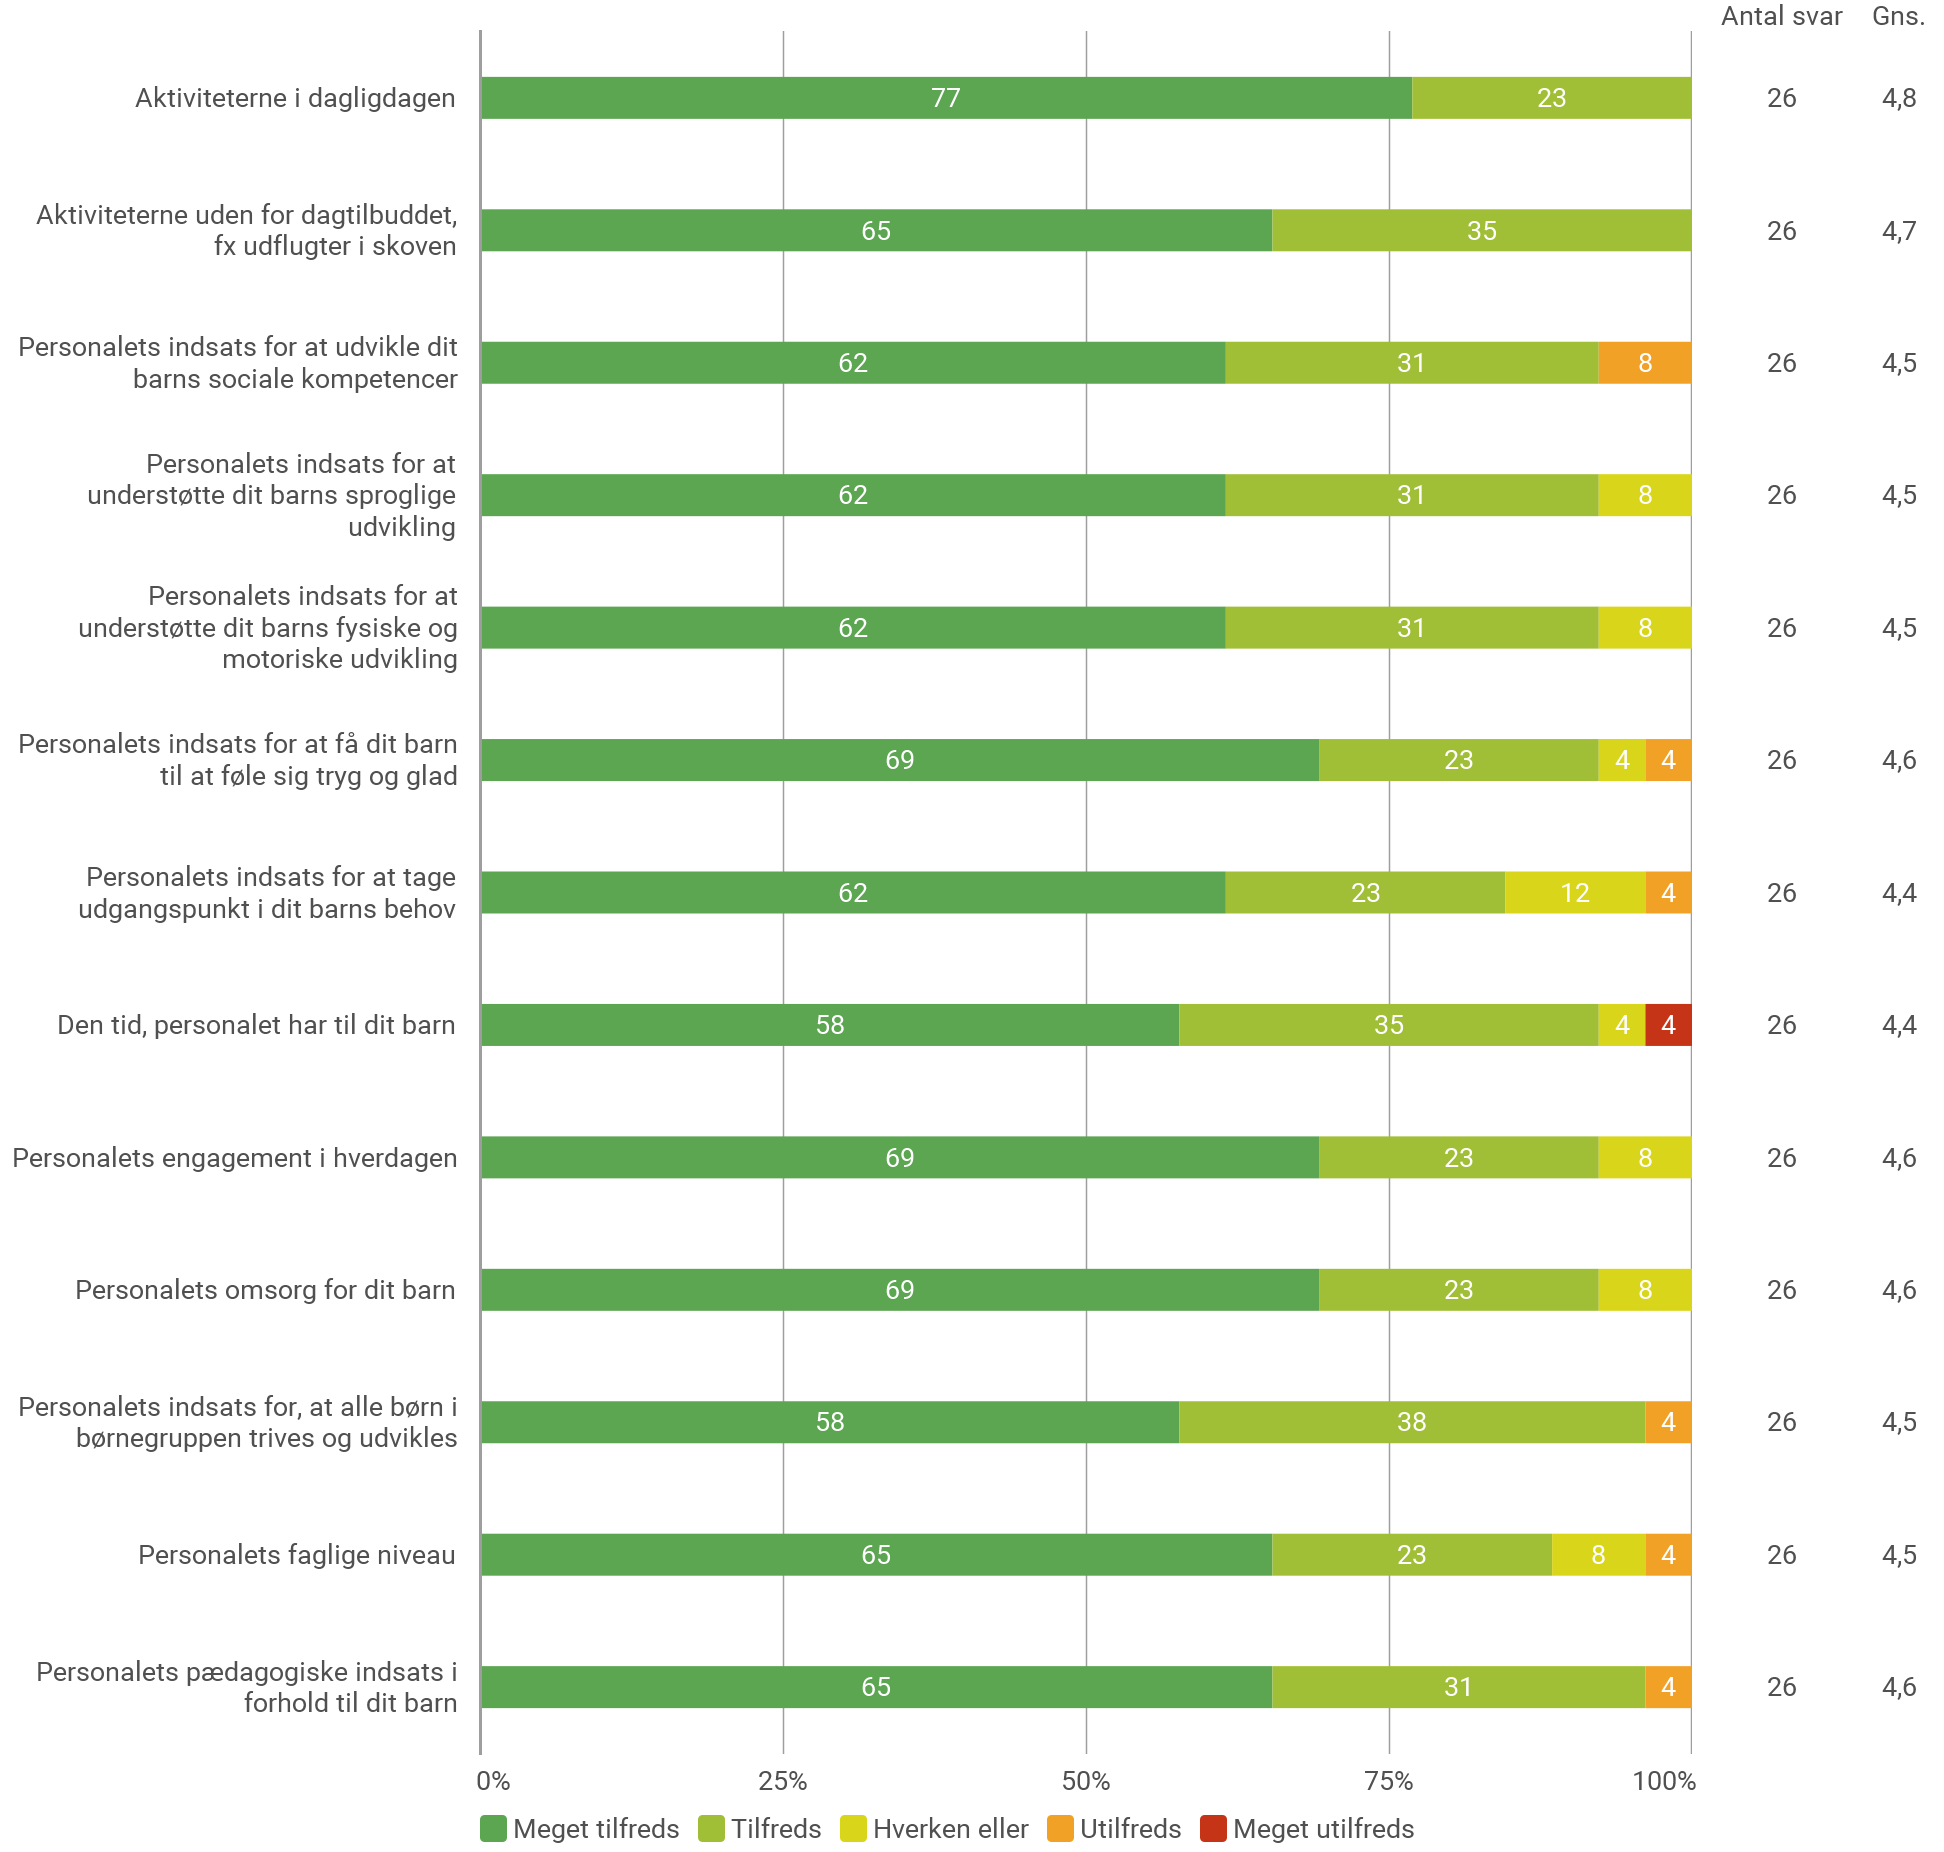 Antal svar Gns.
Aktiviteterne i dagligdagen 77 23 26 4,8
Aktiviteterne uden for dagtilbuddet,
fx udflugter i skoven 65 35 26 4,7
Personalets indsats for at udvikle dit
barns sociale kompetencer 62 31 8 26 4,5
Personalets indsats for at
understøtte dit barns sproglige 62 31 8 26 4,5
udvikling
Personalets indsats for at
understøtte dit barns fysiske og 62 31 8 26 4,5
motoriske udvikling
Personalets indsats for at få dit barn
til at føle sig tryg og glad 69 23 4 4 26 4,6
Personalets indsats for at tage
udgangspunkt i dit barns behov 62 23 12 4 26 4,4
Den tid, personalet har til dit barn 58 35 4 4 26 4,4
Personalets engagement i hverdagen 69 23 8 26 4,6
Personalets omsorg for dit barn 69 23 8 26 4,6
Personalets indsats for, at alle børn i
børnegruppen trives og udvikles 58 38 4 26 4,5
Personalets faglige niveau 65 23 8 4 26 4,5
Personalets pædagogiske indsats i
forhold til dit barn 65 31 4 26 4,6
0% 25% 50% 75% 100%
Meget tilfreds Tilfreds Hverken eller Utilfreds Meget utilfreds